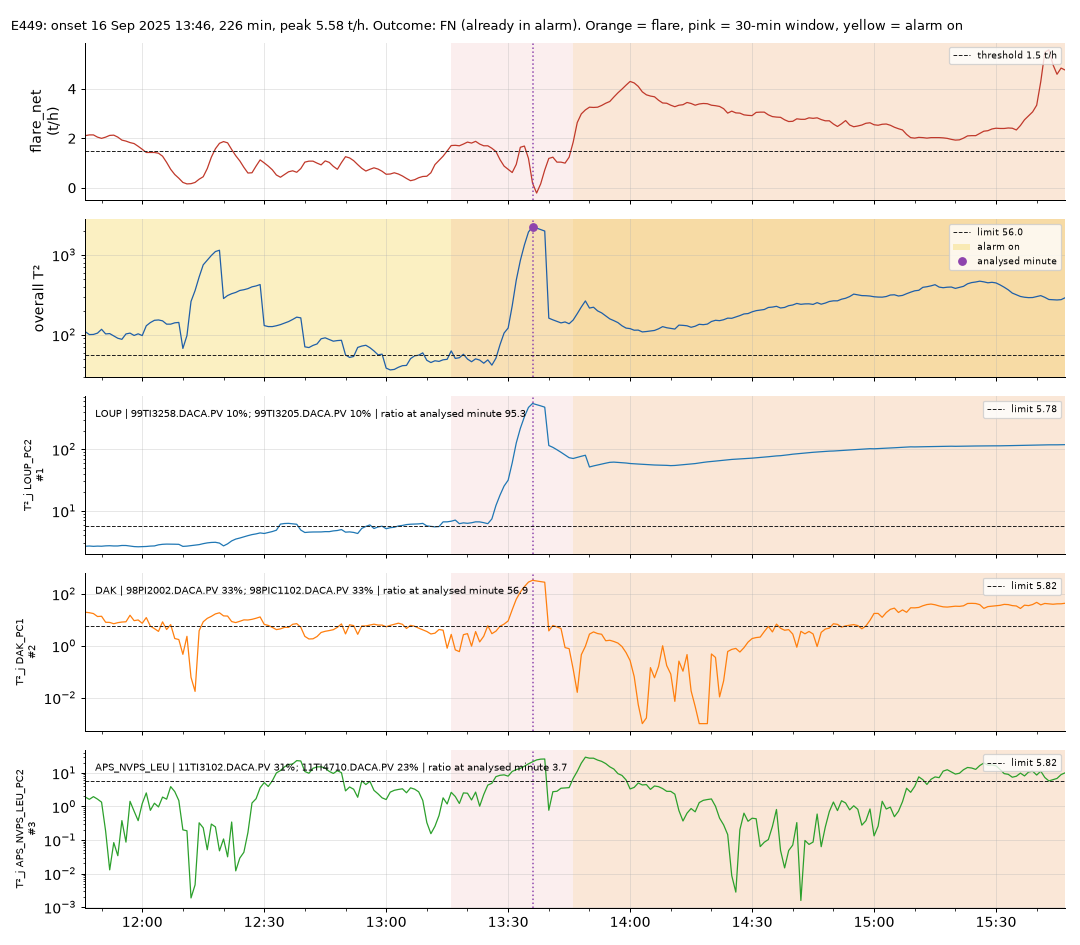 E449: onset 16 Sep 2025 13:46, 226 min, peak 5.58 t/h. Outcome: FN (already in alarm). Orange = flare, pink = 30-min window, yellow = alarm on
flare_net
(t/h)
4
2
0
threshold 1.5 t/h
overall T²
10³
10²
limit 56.0
alarm on
analysed minute
T²_j LOUP_PC2
#1
10²
10¹
LOUP | 99TI3258.DACA.PV 10%; 99TI3205.DACA.PV 10% | ratio at analysed minute 95.3
limit 5.78
T²_j DAK_PC1
#2
10²
10⁰
10⁻²
DAK | 98PI2002.DACA.PV 33%; 98PIC1102.DACA.PV 33% | ratio at analysed minute 56.9
limit 5.82
T²_j APS_NVPS_LEU_PC2
#3
10¹
10⁰
10⁻¹
10⁻²
10⁻³
APS_NVPS_LEU | 11TI3102.DACA.PV 31%; 11TI4710.DACA.PV 23% | ratio at analysed minute 3.7
limit 5.82
12:00 12:30 13:00 13:30 14:00 14:30 15:00 15:30